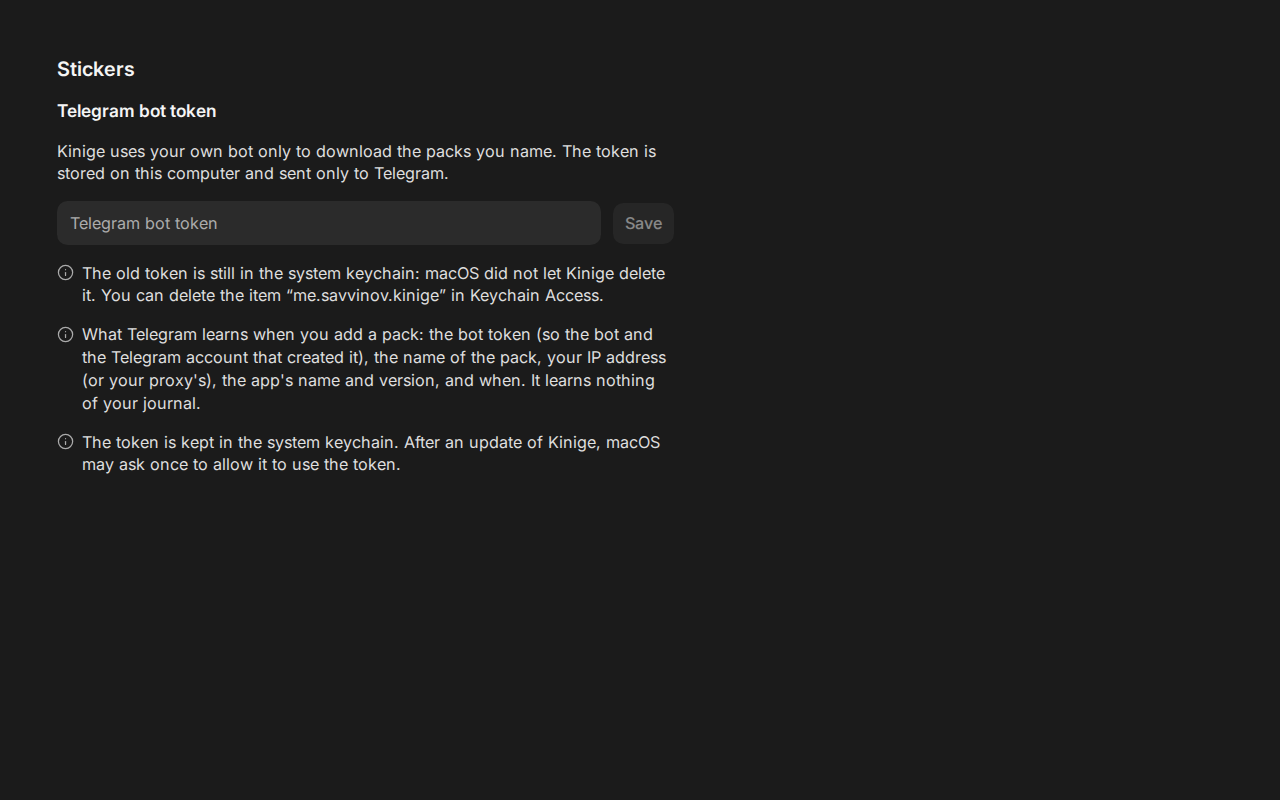 Stickers
Telegram bot token
Kinige uses your own bot only to download the packs you name. The token is
stored on this computer and sent only to Telegram.
Telegram bot token
Save
The old token is still in the system keychain: macOS did not let Kinige delete
it. You can delete the item “me.savvinov.kinige” in Keychain Access.
What Telegram learns when you add a pack: the bot token (so the bot and
the Telegram account that created it), the name of the pack, your IP address
(or your proxy's), the app's name and version, and when. It learns nothing
of your journal.
The token is kept in the system keychain. After an update of Kinige, macOS
may ask once to allow it to use the token.